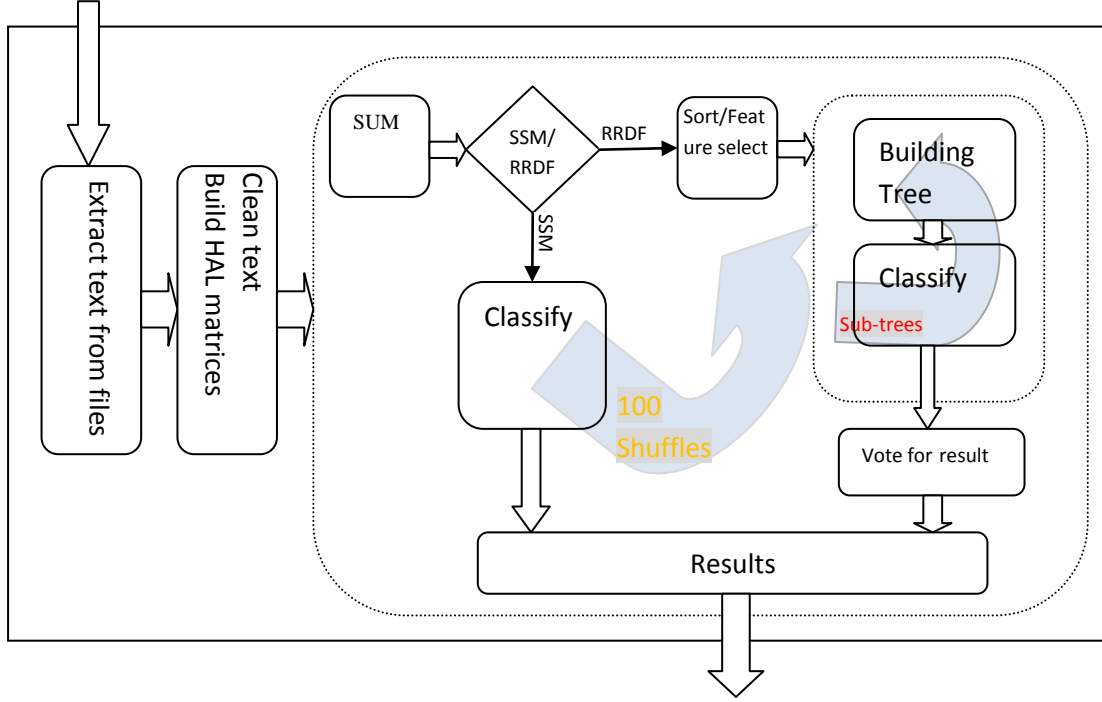 Extract text from files
Clean text
Build HAL matrices
SUM
SSM/
RRDF
RRDF
SSM
Sort/Feat
ure select
Building
Tree
Classify
Sub-trees
Classify
100
Shuffles
Vote for result
Results